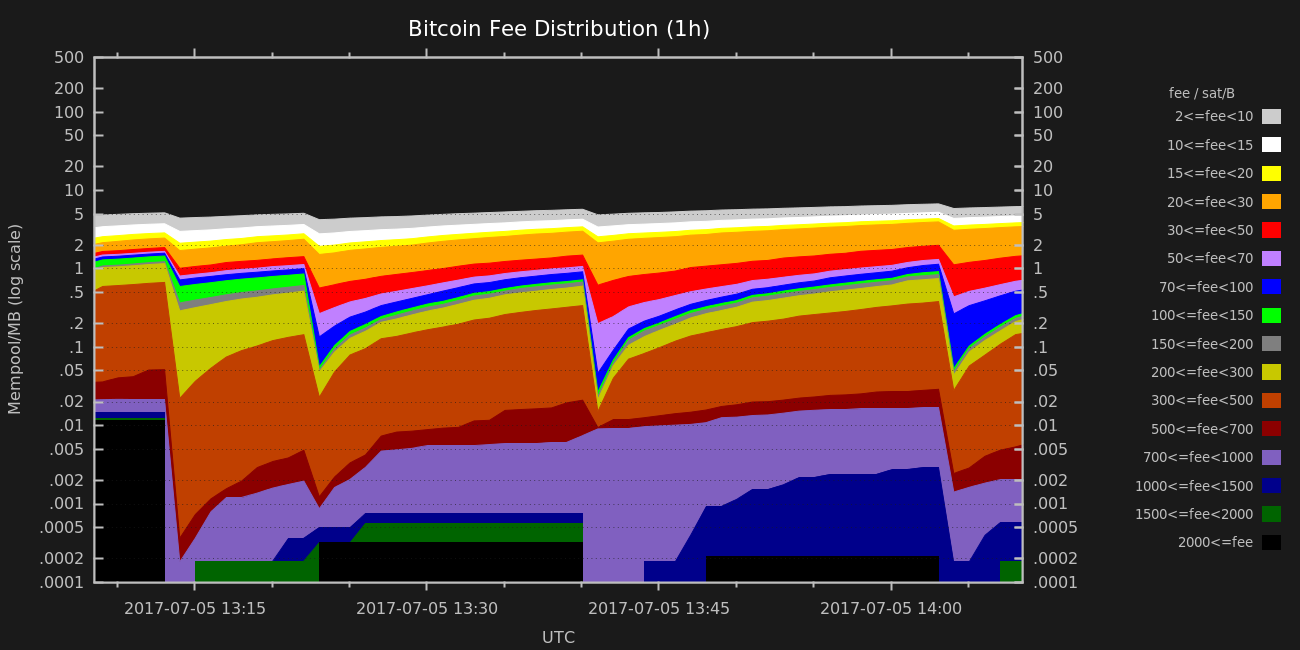 Bitcoin Fee Distribution (1h)
500
200
100
50
20
10
5
2
1
.5
.2
.1
.05
.02
.01
.005
.002
.001
.0005
.0002
.0001
Mempool/MB (log scale)
500
200
100
50
20
10
5
2
1
.5
.2
.1
.05
.02
.01
.005
.002
.001
.0005
.0002
.0001
2017-07-05 13:15
2017-07-05 13:30
2017-07-05 13:45
2017-07-05 14:00
UTC
fee / sat/B
2<=fee<10
10<=fee<15
15<=fee<20
20<=fee<30
30<=fee<50
50<=fee<70
70<=fee<100
100<=fee<150
150<=fee<200
200<=fee<300
300<=fee<500
500<=fee<700
700<=fee<1000
1000<=fee<1500
1500<=fee<2000
2000<=fee